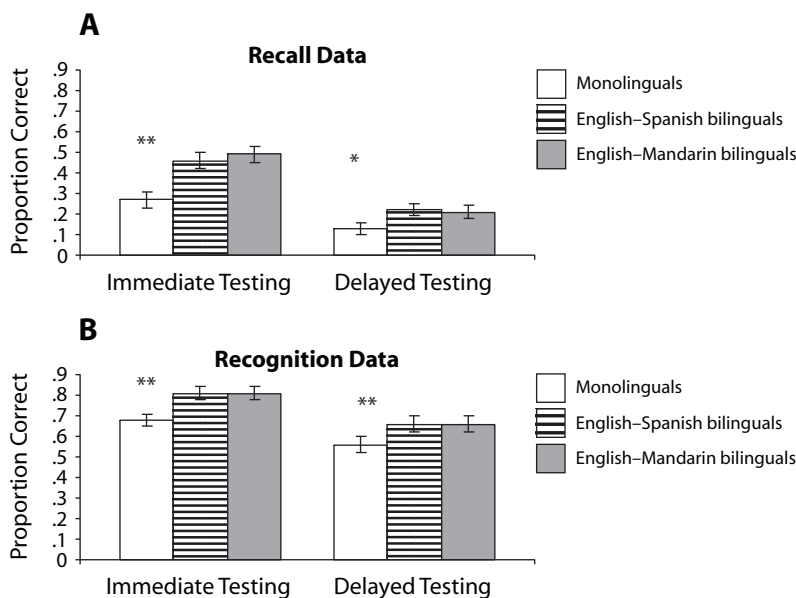 A
Recall Data
Proportion Correct
.9
.8
.7
.6
.5
.4
.3
.2
.1
0
**
*
Immediate Testing
Delayed Testing
Monolinguals
English–Spanish bilinguals
English–Mandarin bilinguals
B
Recognition Data
Proportion Correct
.9
.8
.7
.6
.5
.4
.3
.2
.1
0
**
**
Immediate Testing
Delayed Testing
Monolinguals
English–Spanish bilinguals
English–Mandarin bilinguals